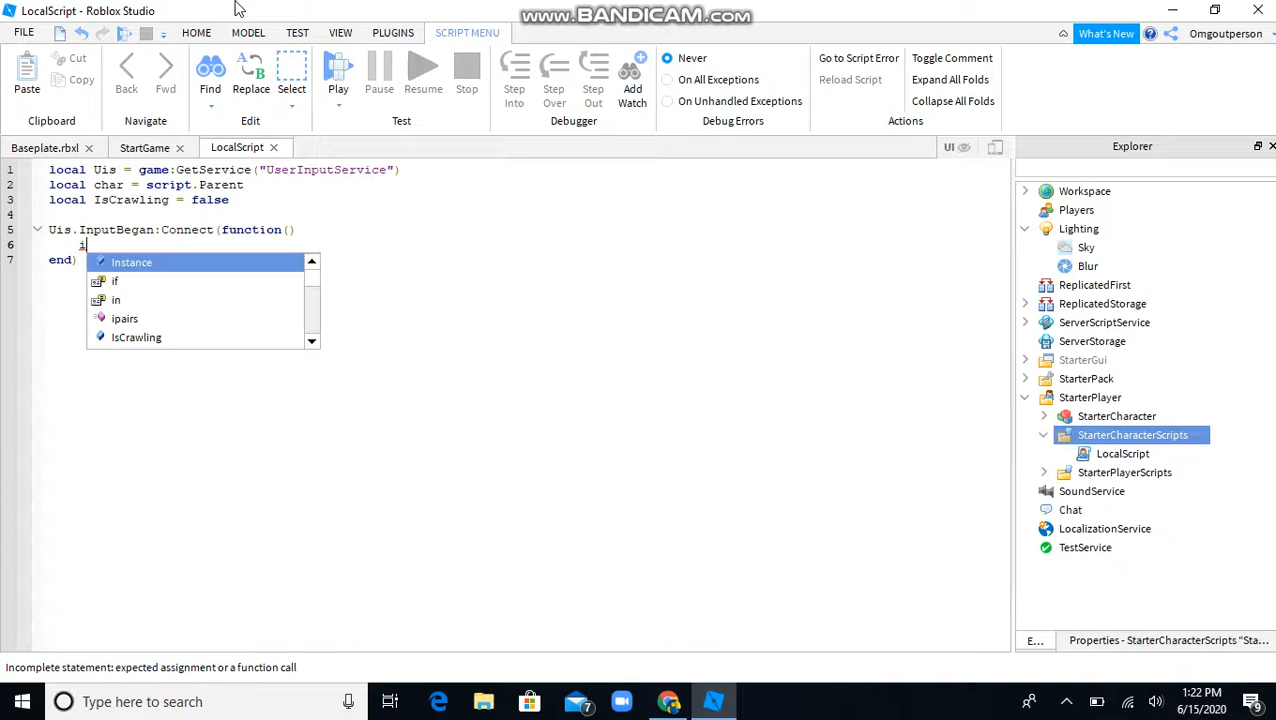 LocalScript - Roblox Studio
www.BANDICAM.com
FILE
HOME
MODEL
TEST
VIEW
PLUGINS
SCRIPT MENU
What's New
Omgoutperson
Paste
Cut
Copy
Clipboard
Back
Fwd
Navigate
Find
Replace
Select
Edit
Play
Pause
Resume
Stop
Test
Step Into
Step Over
Step Out
Add Watch
Debugger
Never
On All Exceptions
On Unhandled Exceptions
Debug Errors
Go to Script Error
Reload Script
Toggle Comment
Expand All Folds
Collapse All Folds
Actions
Baseplate.rbxl
StartGame
LocalScript
UI
1 local Uis = game:GetService("UserInputService")
2 local char = script.Parent
3 local IsCrawling = false
4
5 Uis.InputBegan:Connect(function()
6 i
7 end)
Instance
if
in
ipairs
IsCrawling
Explorer
Workspace
Players
Lighting
Sky
Blur
ReplicatedFirst
ReplicatedStorage
ServerScriptService
ServerStorage
StarterGui
StarterPack
StarterPlayer
StarterCharacter
StarterCharacterScripts
LocalScript
StarterPlayerScripts
SoundService
Chat
LocalizationService
TestService
E...
Properties - StarterCharacterScripts "Sta...
Incomplete statement: expected assignment or a function call
Type here to search
7
1:22 PM
6/15/2020
9